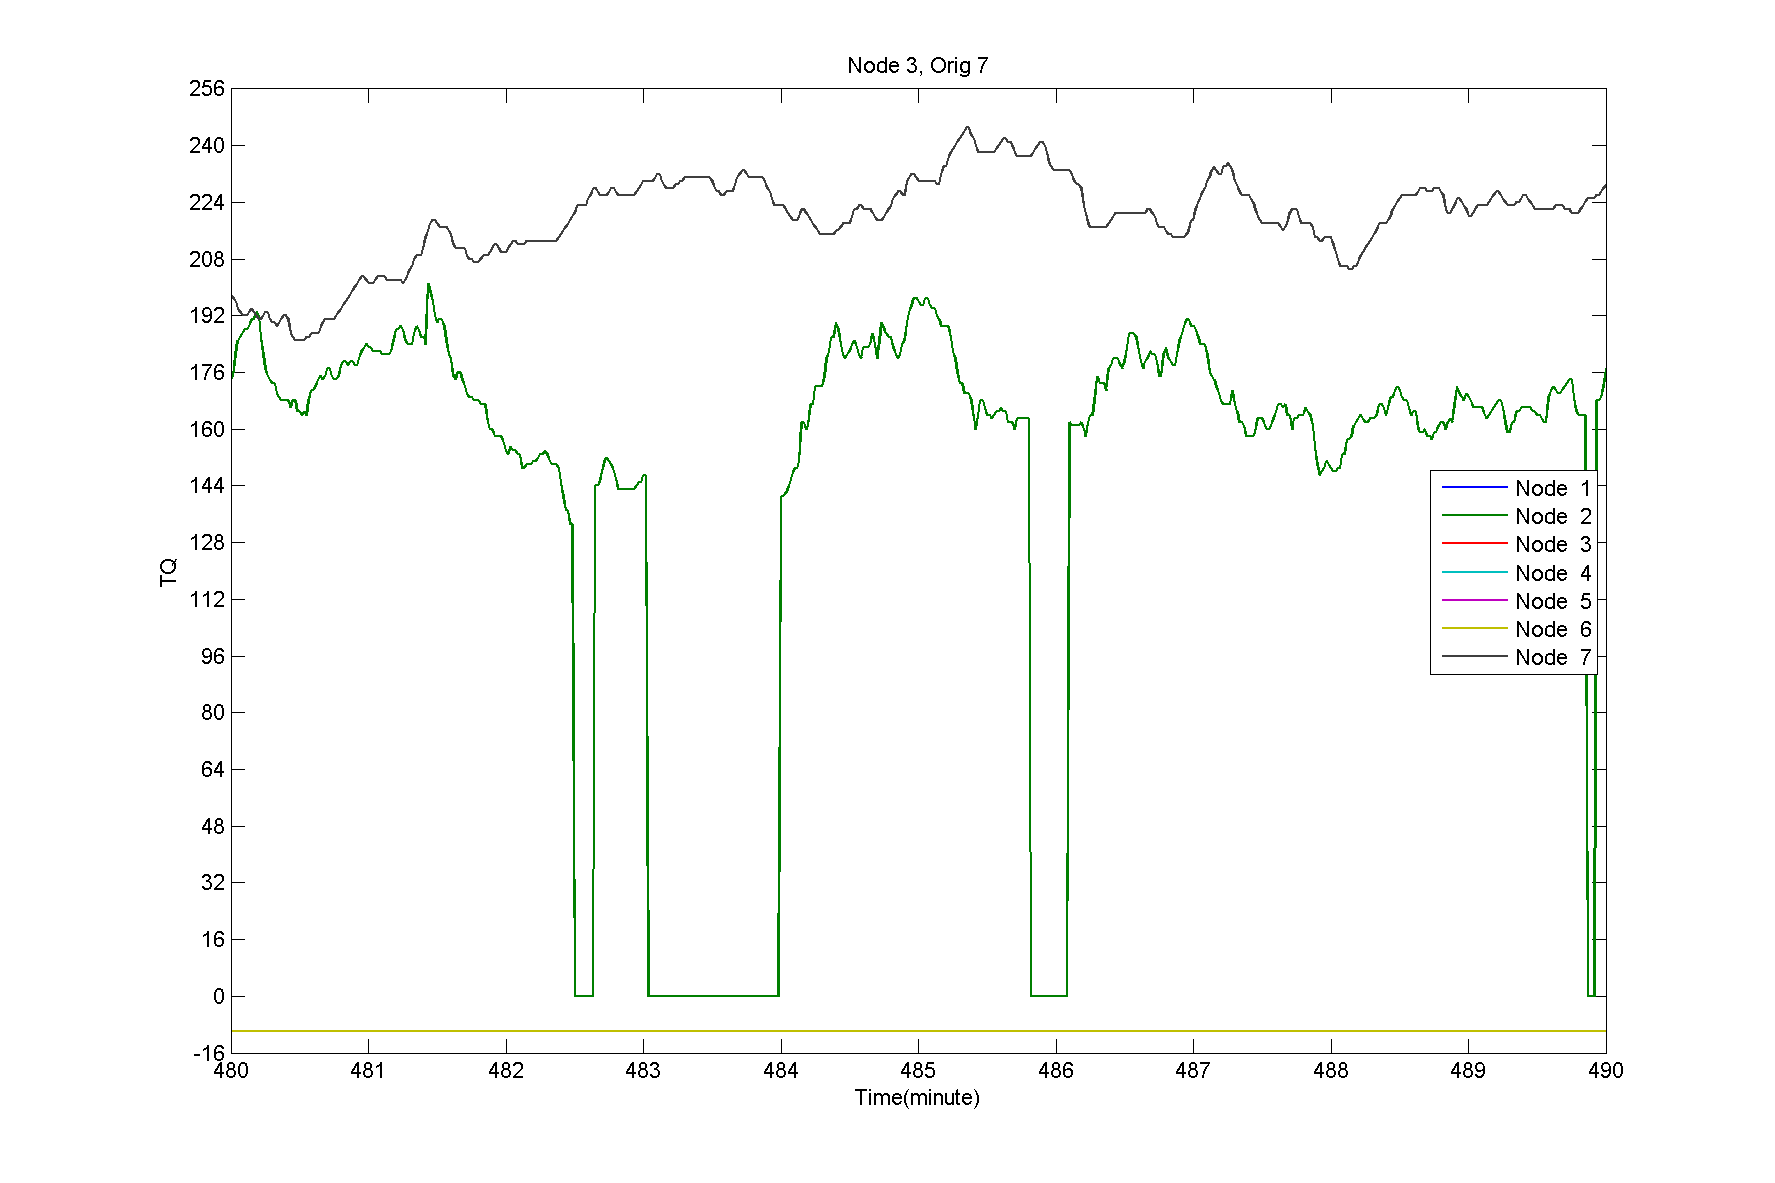 Node 3, Orig 7
256
240
224
208
192
176
160
144
128
112
96
80
64
48
32
16
0
-16
TQ
Node 1
Node 2
Node 3
Node 4
Node 5
Node 6
Node 7
480 481 482 483 484 485 486 487 488 489 490
Time(minute)